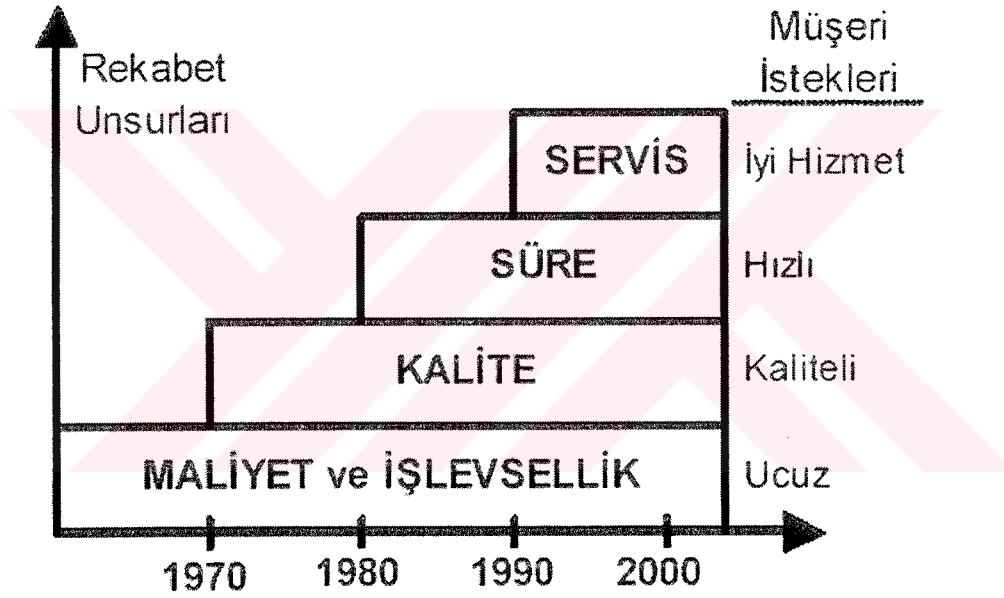 Rekabet
Unsurları
Müşeri
İstekleri
SERVİS
İyi Hizmet
SÜRE
Hızlı
KALİTE
Kaliteli
MALİYET ve İŞLEVSELLİK
Ucuz
1970
1980
1990
2000